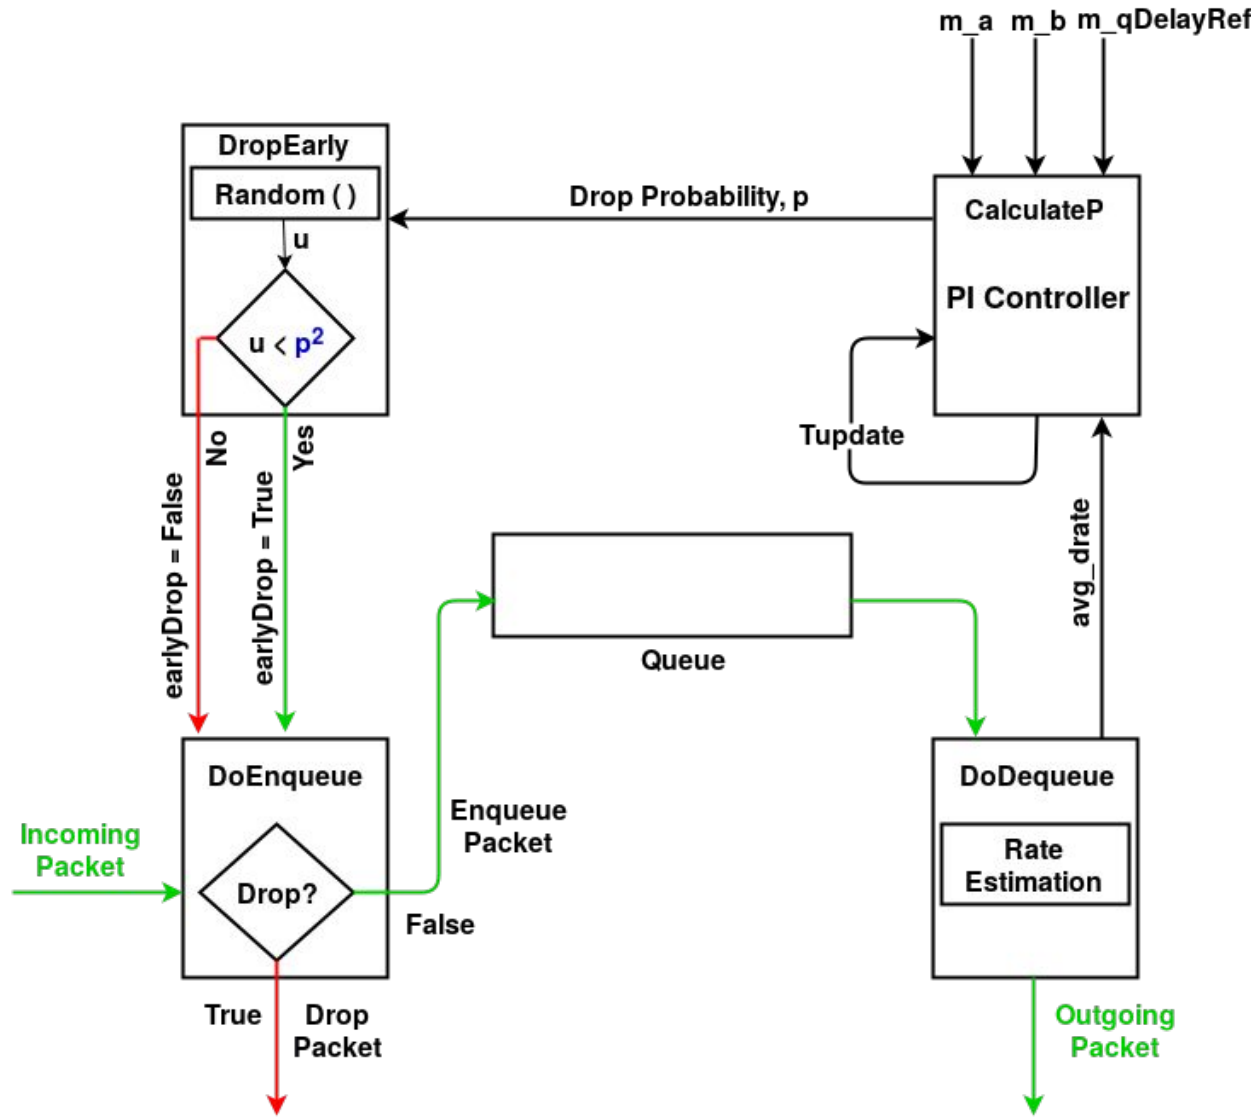 m_a
m_b
m_qDelayRef
DropEarly
Random ( )
u
u < p²
Drop Probability, p
CalculateP
PI Controller
Tupdate
No
Yes
earlyDrop = False
earlyDrop = True
avg_drate
Queue
DoEnqueue
Drop?
Incoming
Packet
Enqueue
Packet
False
True
Drop
Packet
DoDequeue
Rate
Estimation
Outgoing
Packet